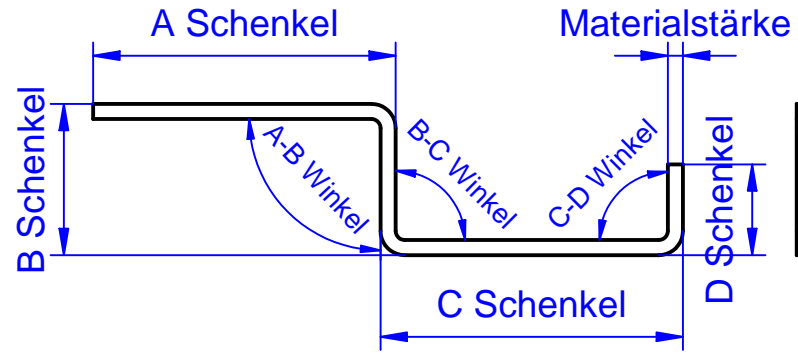 A Schenkel
Materialstärke
B Schenkel
A-B Winkel
B-C Winkel
C-D Winkel
D Schenkel
C Schenkel